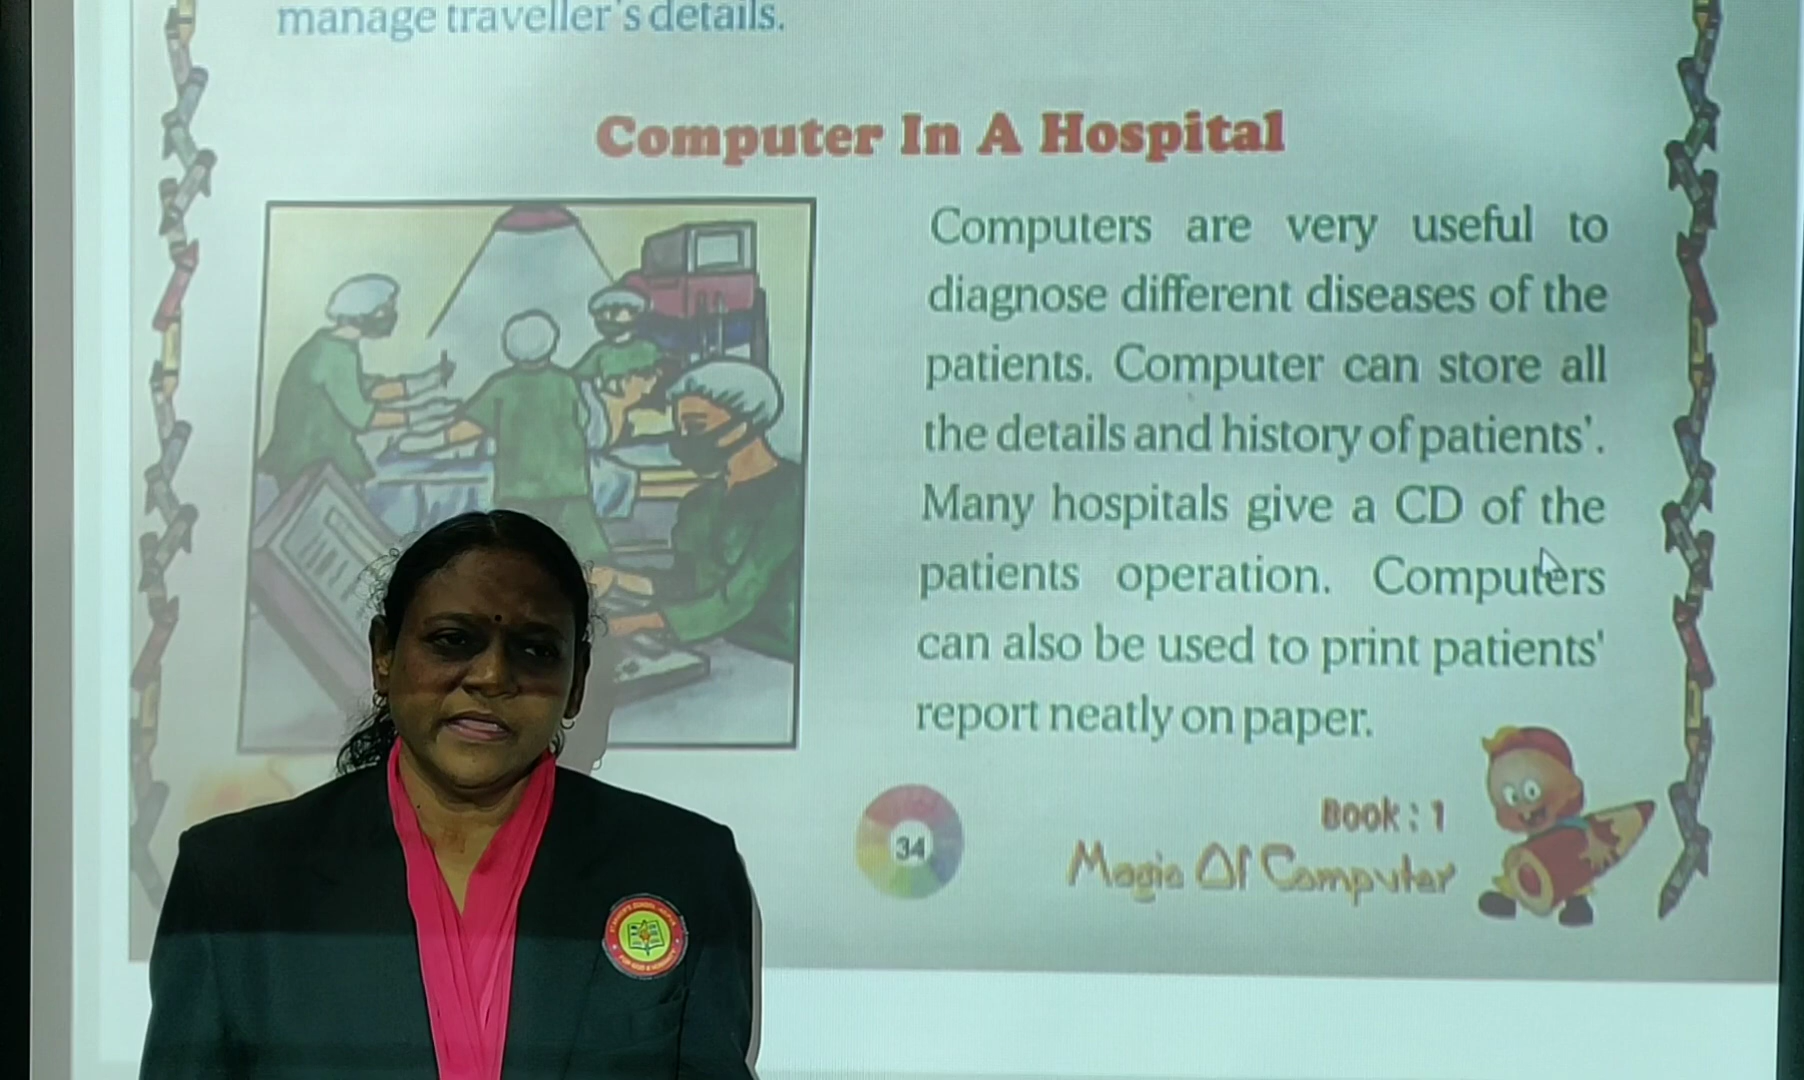 manage traveller's details.
Computer In A Hospital
Computers are very useful to
diagnose different diseases of the
patients. Computer can store all
the details and history of patients'.
Many hospitals give a CD of the
patients operation. Computers
can also be used to print patients'
report neatly on paper.
34
Book : 1
Magic Of Computer